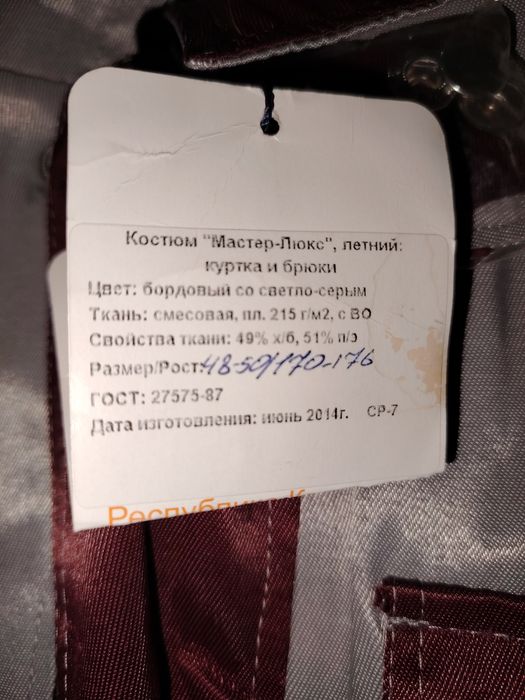 Костюм "Мастер-Люкс", летний:
куртка и брюки
Цвет: бордовый со светло-серым
Ткань: смесовая, пл. 215 г/м2, с ВО
Свойства ткани: 49% х/б, 51% п/э
Размер/Рост: 48-50/170-176
ГОСТ: 27575-87
Дата изготовления: июнь 2014г. СР-7
Республика К